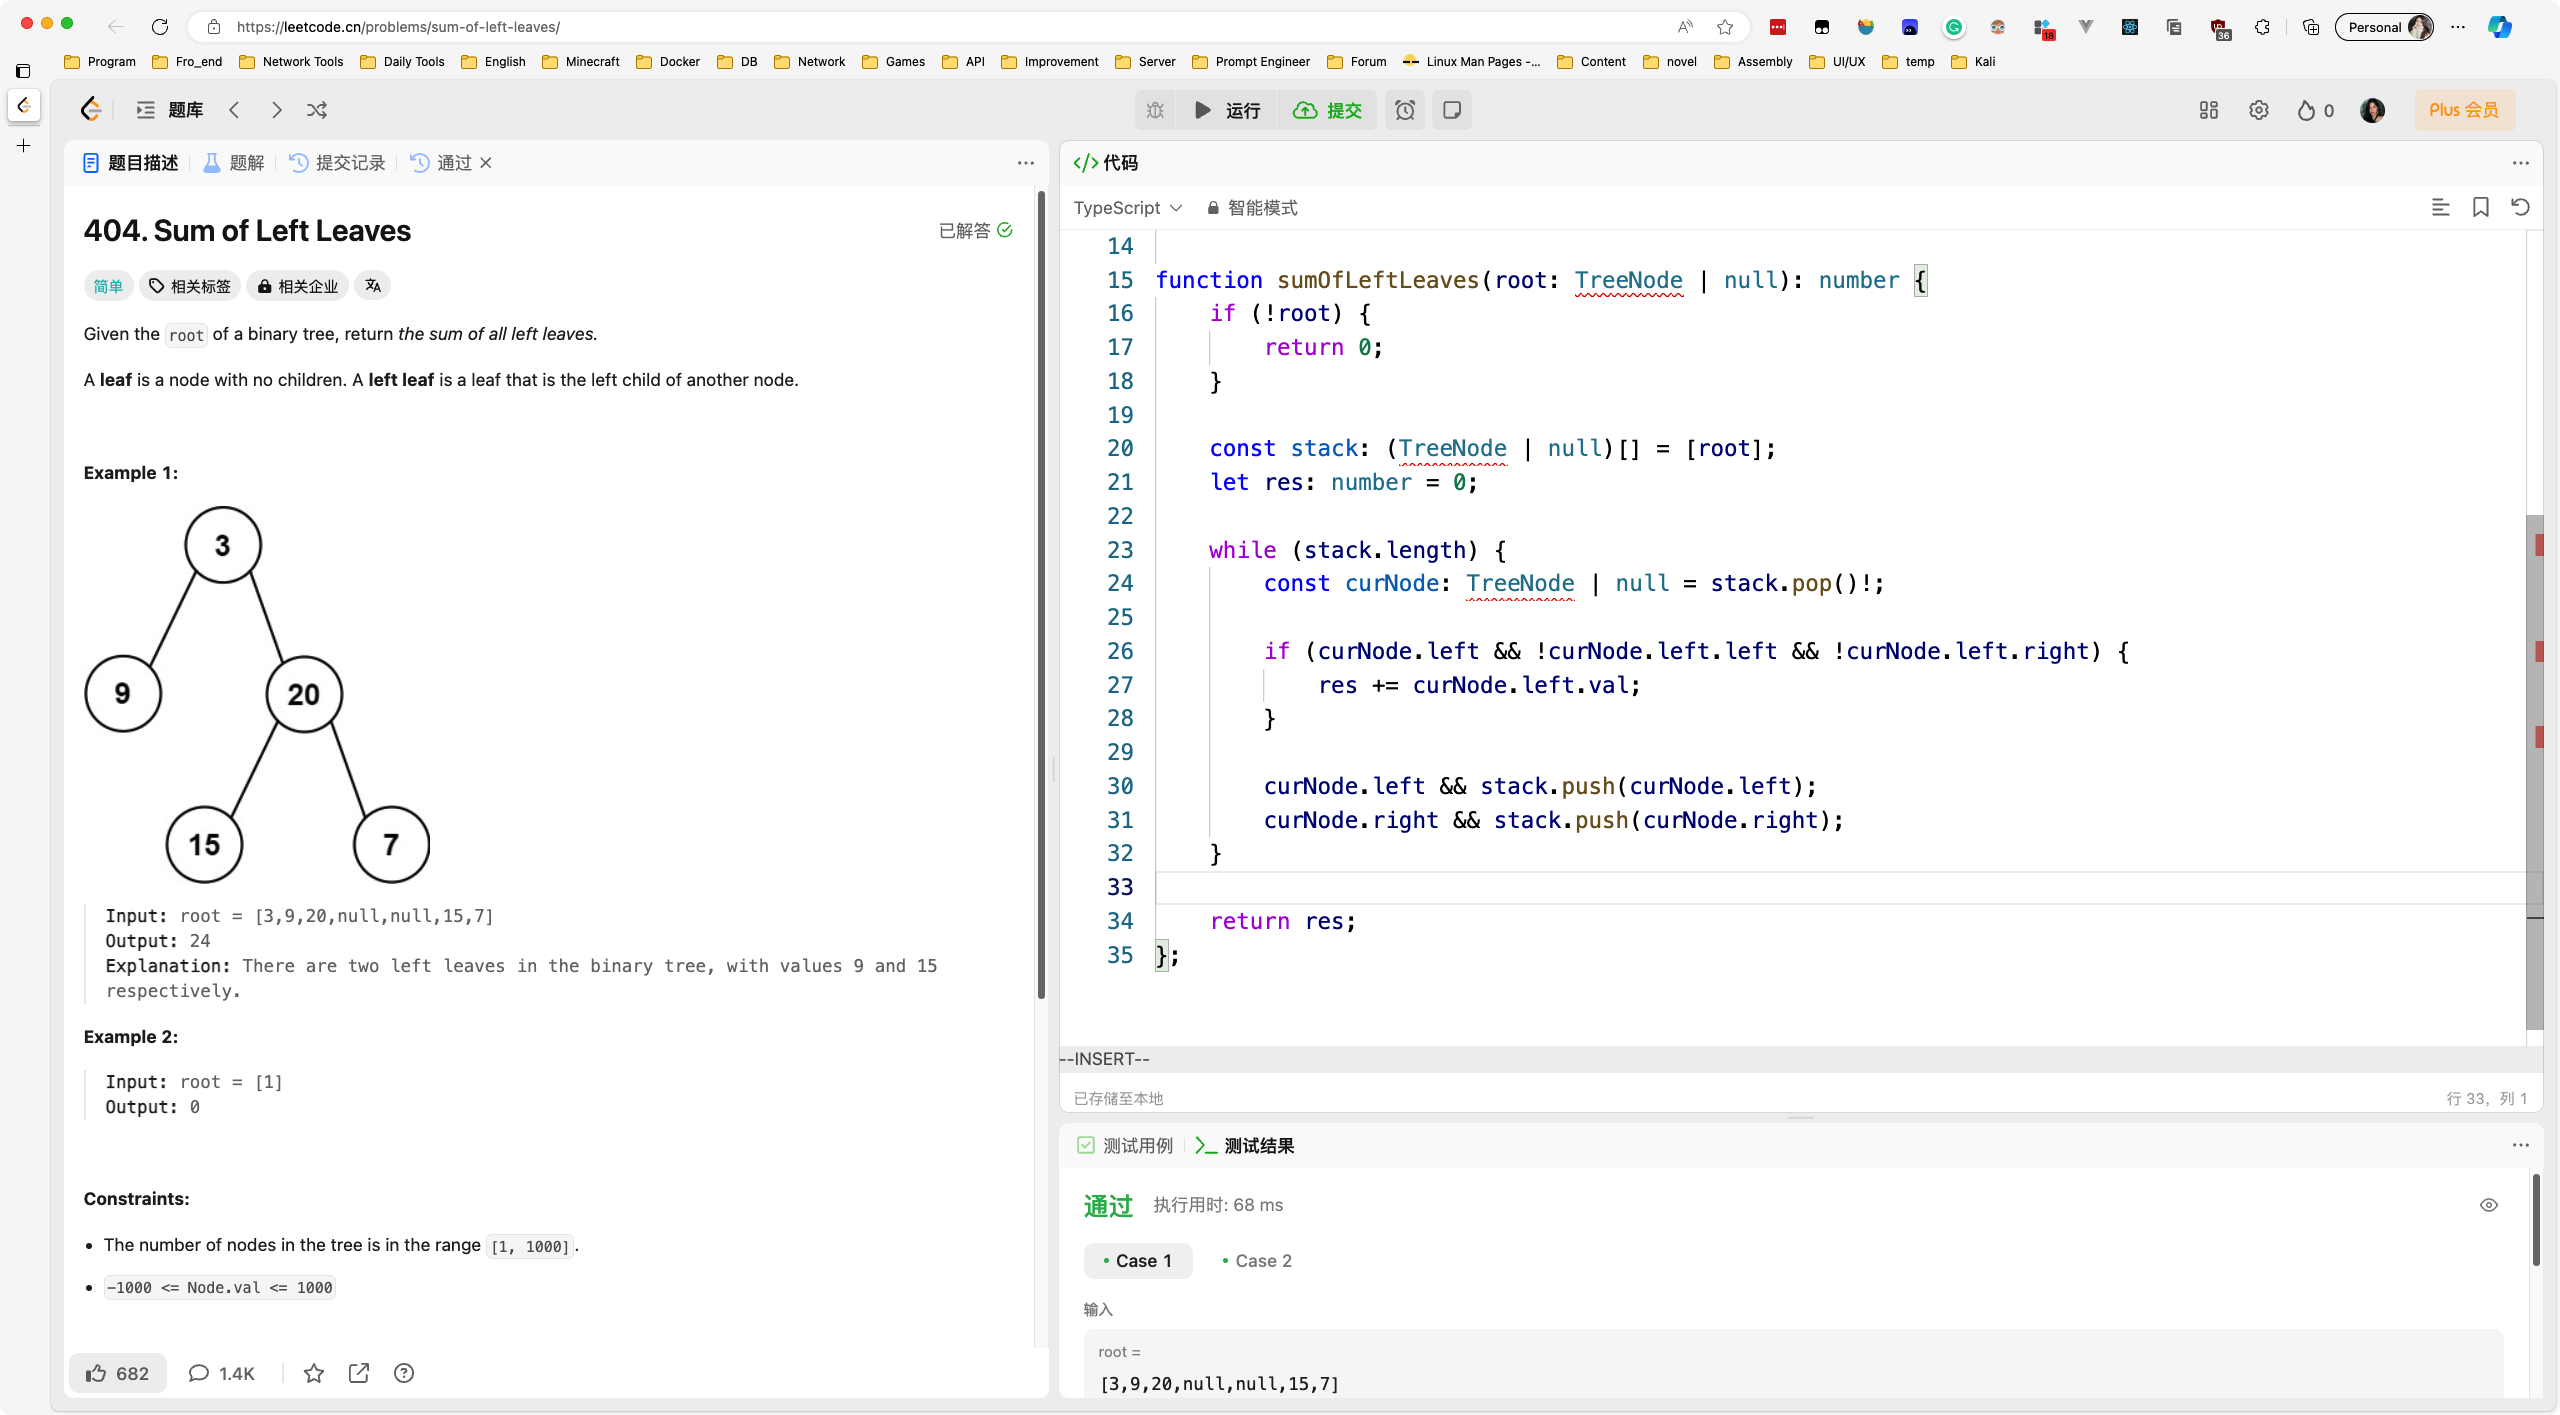 https://leetcode.cn/problems/sum-of-left-leaves/
18
36
Personal
Program Fro_end Network Tools Daily Tools English Minecraft Docker DB Network Games API Improvement Server Prompt Engineer Forum Linux Man Pages -... Content novel Assembly UI/UX temp Kali
题库
运行 提交
0
Plus 会员
题目描述 题解 提交记录 通过
404. Sum of Left Leaves
已解答
简单 相关标签 相关企业
Given the root of a binary tree, return the sum of all left leaves.
A leaf is a node with no children. A left leaf is a leaf that is the left child of another node.
Example 1:
3
9 20
15 7
Input: root = [3,9,20,null,null,15,7]
Output: 24
Explanation: There are two left leaves in the binary tree, with values 9 and 15
respectively.
Example 2:
Input: root = [1]
Output: 0
Constraints:
• The number of nodes in the tree is in the range [1, 1000].
• -1000 <= Node.val <= 1000
682 1.4K
</> 代码
TypeScript 智能模式
14
15 function sumOfLeftLeaves(root: TreeNode | null): number {
16     if (!root) {
17         return 0;
18     }
19
20     const stack: (TreeNode | null)[] = [root];
21     let res: number = 0;
22
23     while (stack.length) {
24         const curNode: TreeNode | null = stack.pop()!;
25
26         if (curNode.left && !curNode.left.left && !curNode.left.right) {
27             res += curNode.left.val;
28         }
29
30         curNode.left && stack.push(curNode.left);
31         curNode.right && stack.push(curNode.right);
32     }
33
34     return res;
35 };
--INSERT--
已存储至本地
行 33，列 1
测试用例 测试结果
通过 执行用时: 68 ms
• Case 1 • Case 2
输入
root =
[3,9,20,null,null,15,7]